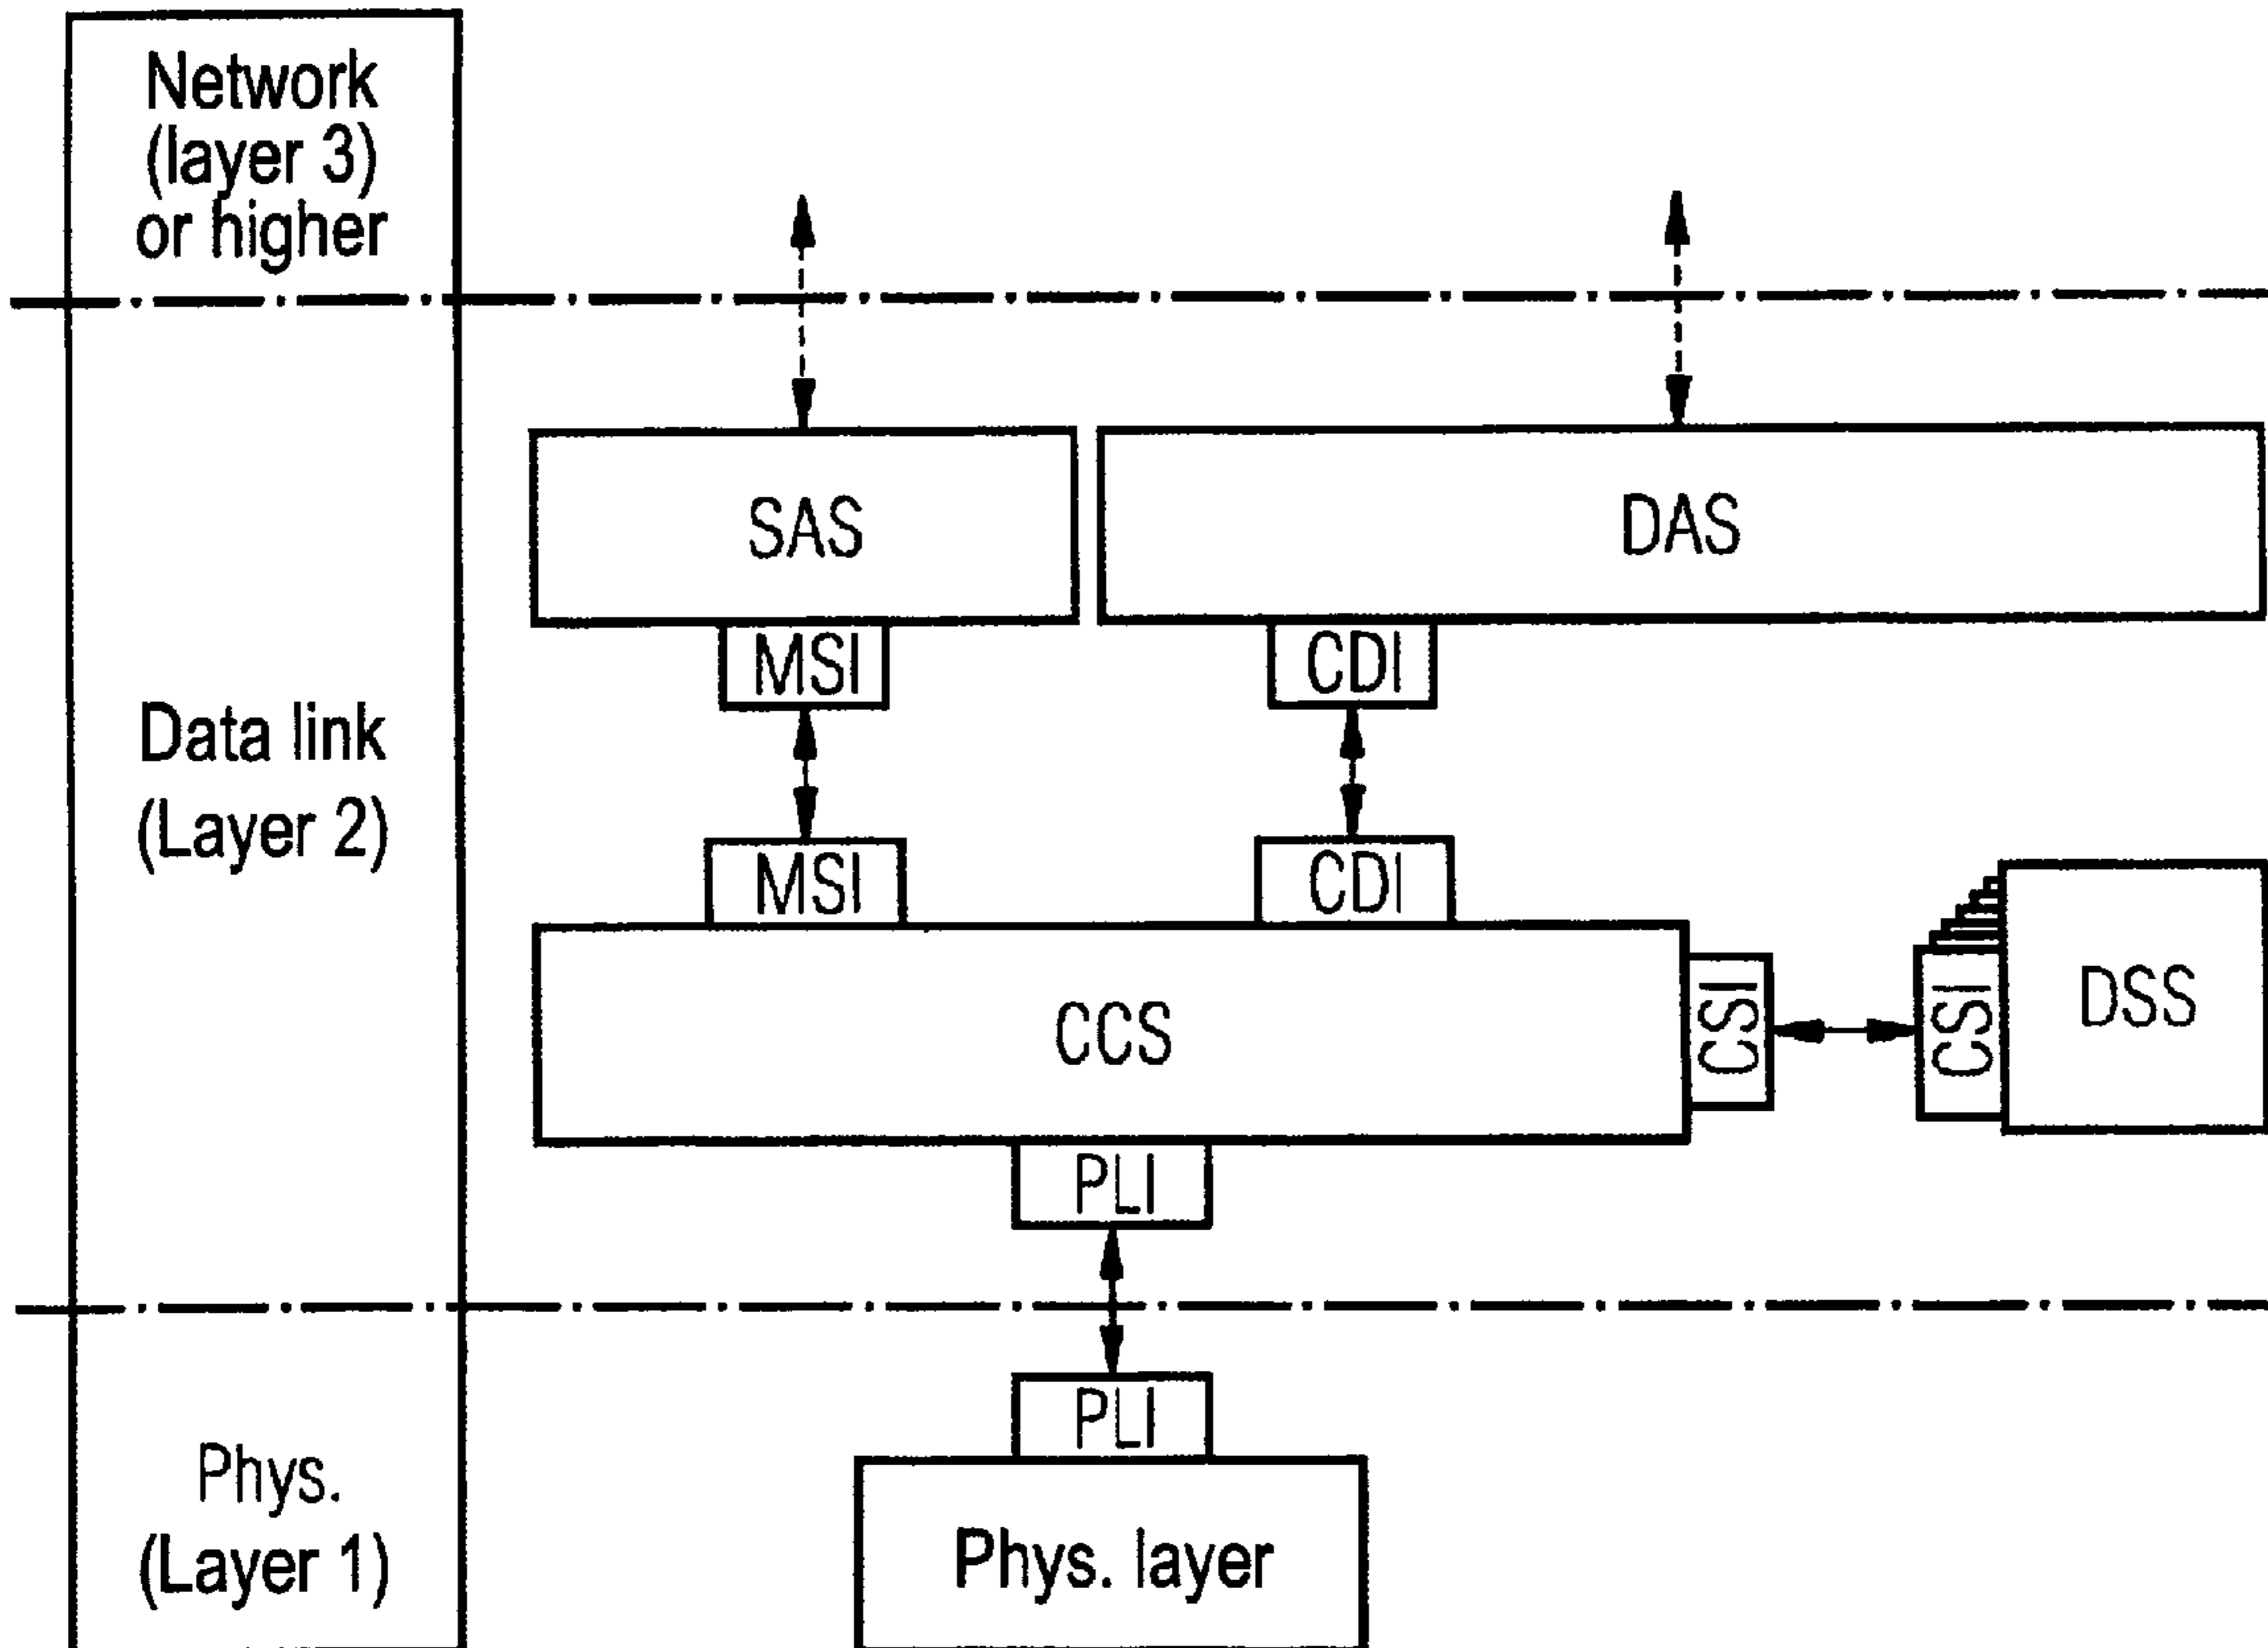 Network
(layer 3)
or higher
SAS
DAS
MSI
CDI
Data link
(Layer 2)
MSI
CDI
CCS
CSI
CSI
DSS
PLI
PLI
Phys.
(Layer 1)
Phys. layer